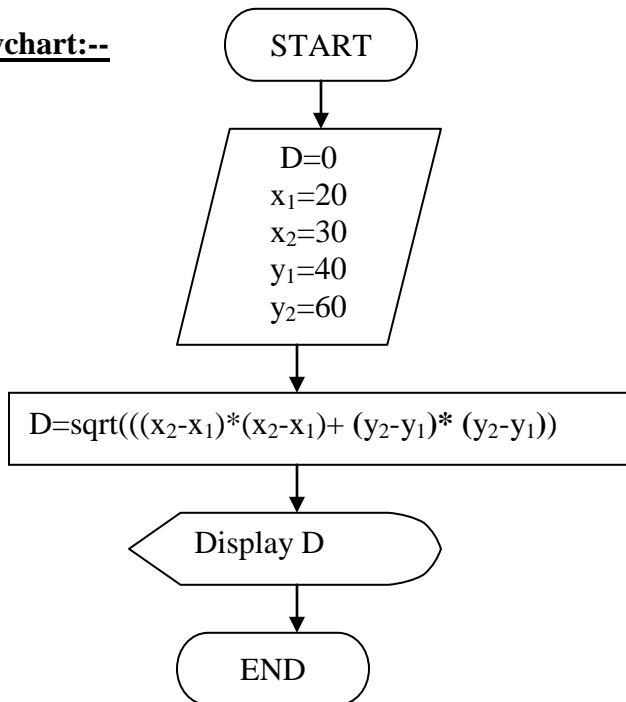 wchart:--
START
D=0
x₁=20
x₂=30
y₁=40
y₂=60
D=sqrt(((x₂-x₁)*(x₂-x₁)+ (y₂-y₁)* (y₂-y₁))
Display D
END